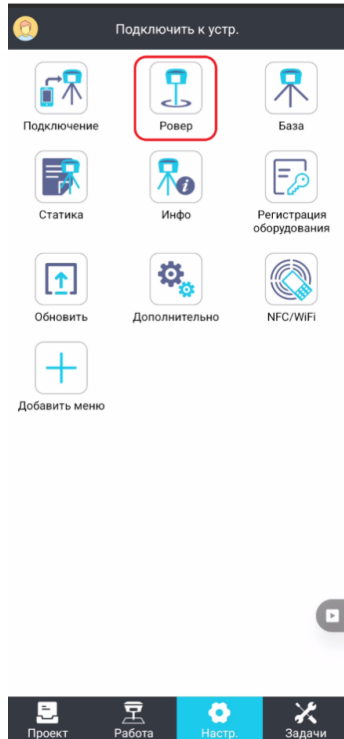 Подключить к устр.
Подключение
Ровер
База
Статика
Инфо
Регистрация
оборудования
Обновить
Дополнительно
NFC/WiFi
Добавить меню
Проект
Работа
Настр.
Задачи